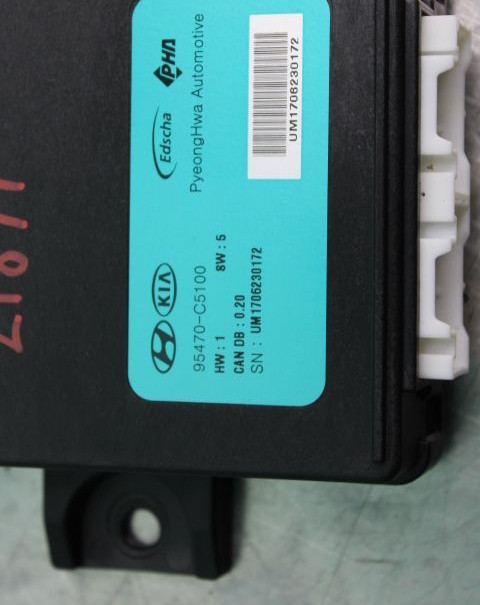 KIA
Edscha
PHA
95470-C5100
PyeongHwa Automotive
HW : 1
SW : 5
CAN DB : 0.20
SN : UM1706230172
UM1706230172